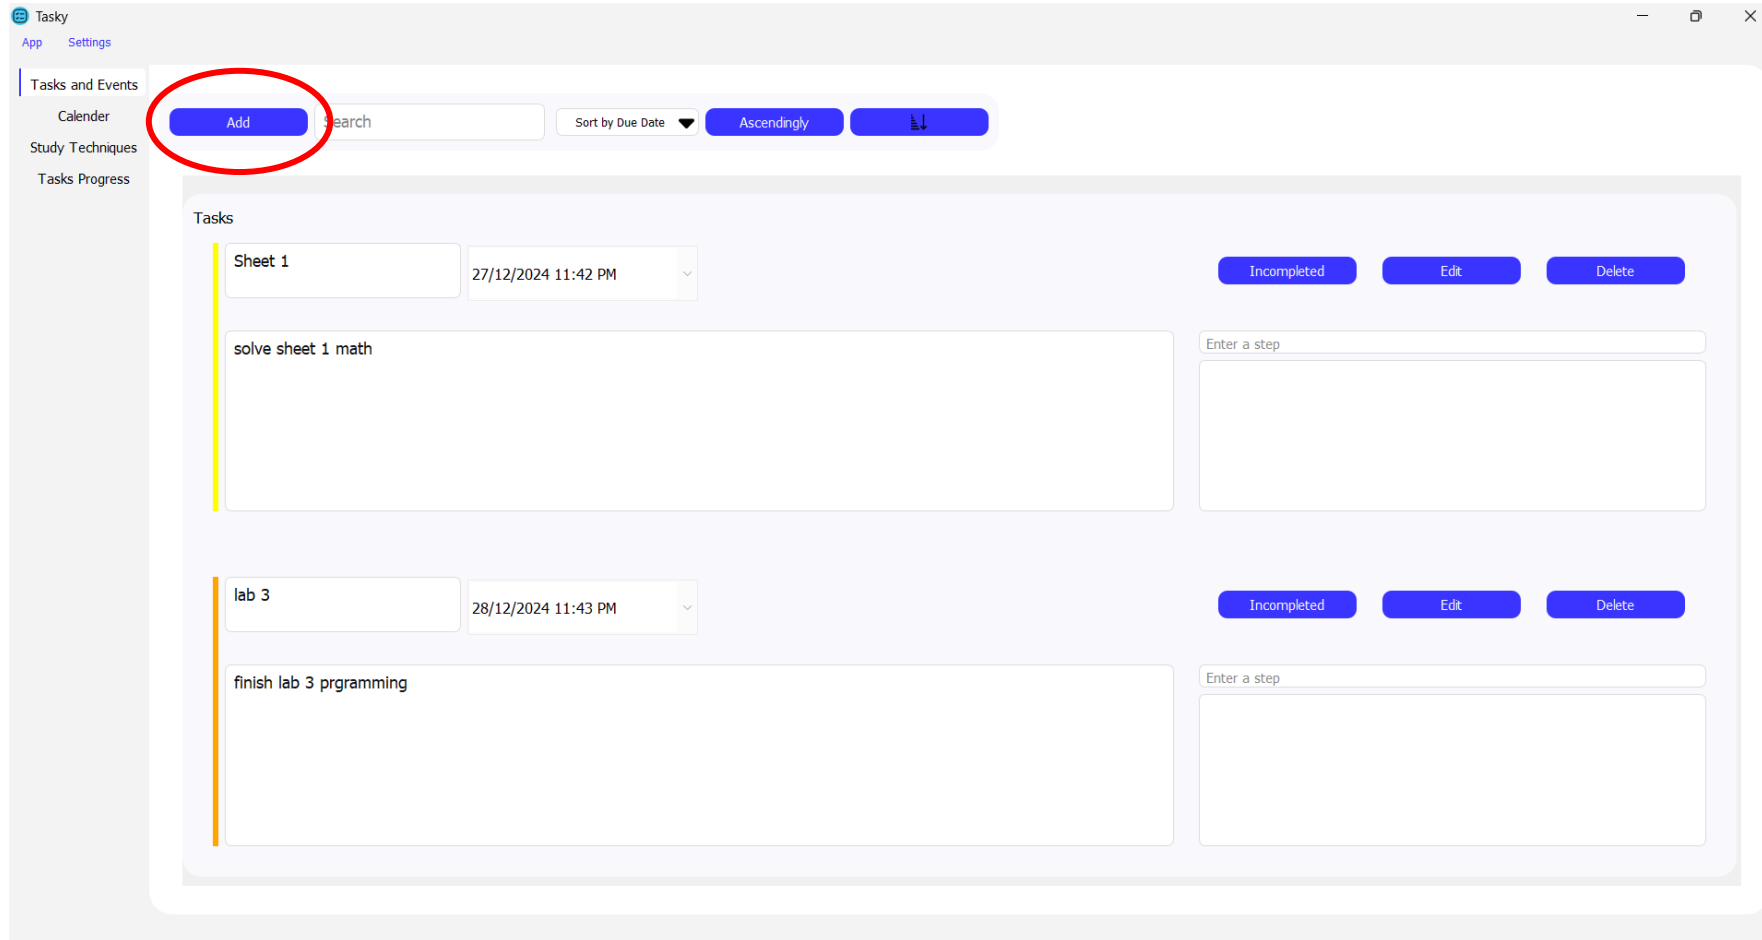 Tasky
App Settings
Tasks and Events
Calender
Study Techniques
Tasks Progress
Add Search Sort by Due Date Ascendingly
Tasks
Sheet 1 27/12/2024 11:42 PM Incompleted Edit Delete
solve sheet 1 math Enter a step
lab 3 28/12/2024 11:43 PM Incompleted Edit Delete
finish lab 3 prgramming Enter a step